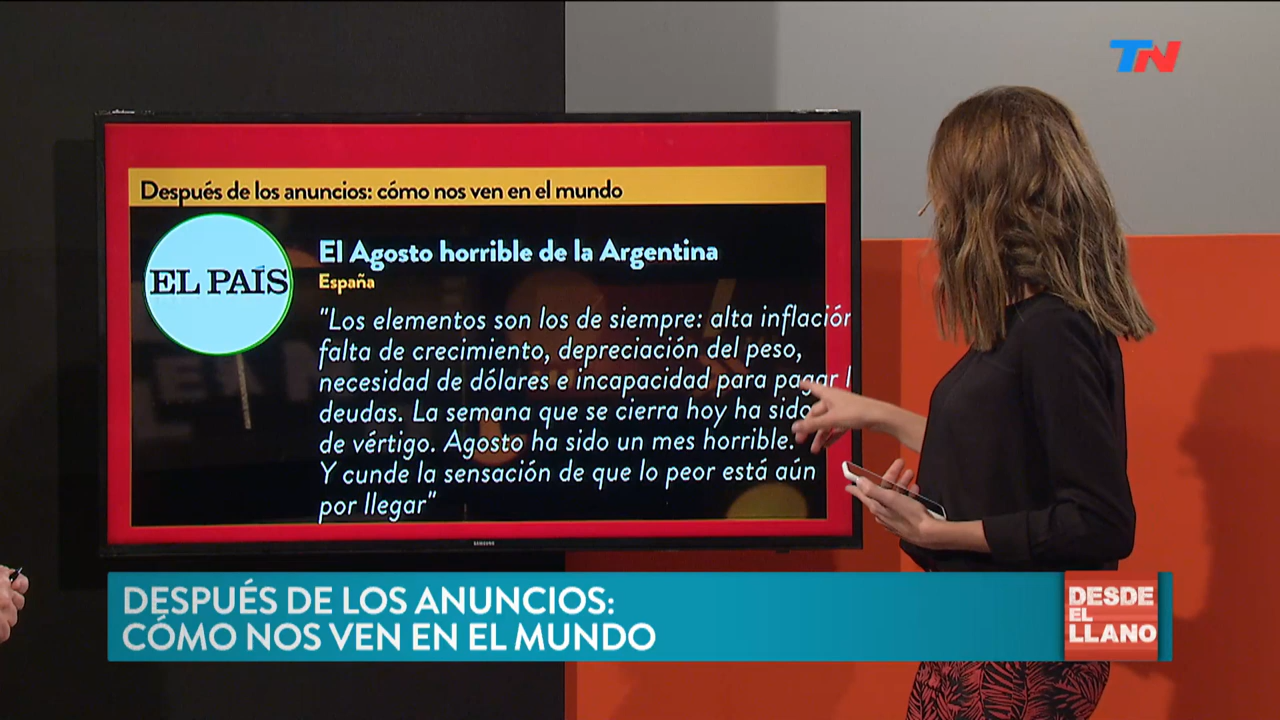 TN
Después de los anuncios: cómo nos ven en el mundo
EL PAÍS
El Agosto horrible de la Argentina
España
"Los elementos son los de siempre: alta inflación
falta de crecimiento, depreciación del peso,
necesidad de dólares e incapacidad para pagar l
deudas. La semana que se cierra hoy ha sido
de vértigo. Agosto ha sido un mes horrible.
Y cunde la sensación de que lo peor está aún
por llegar"
SAMSUNG
DESPUÉS DE LOS ANUNCIOS:
CÓMO NOS VEN EN EL MUNDO
DESDE
EL
LLANO